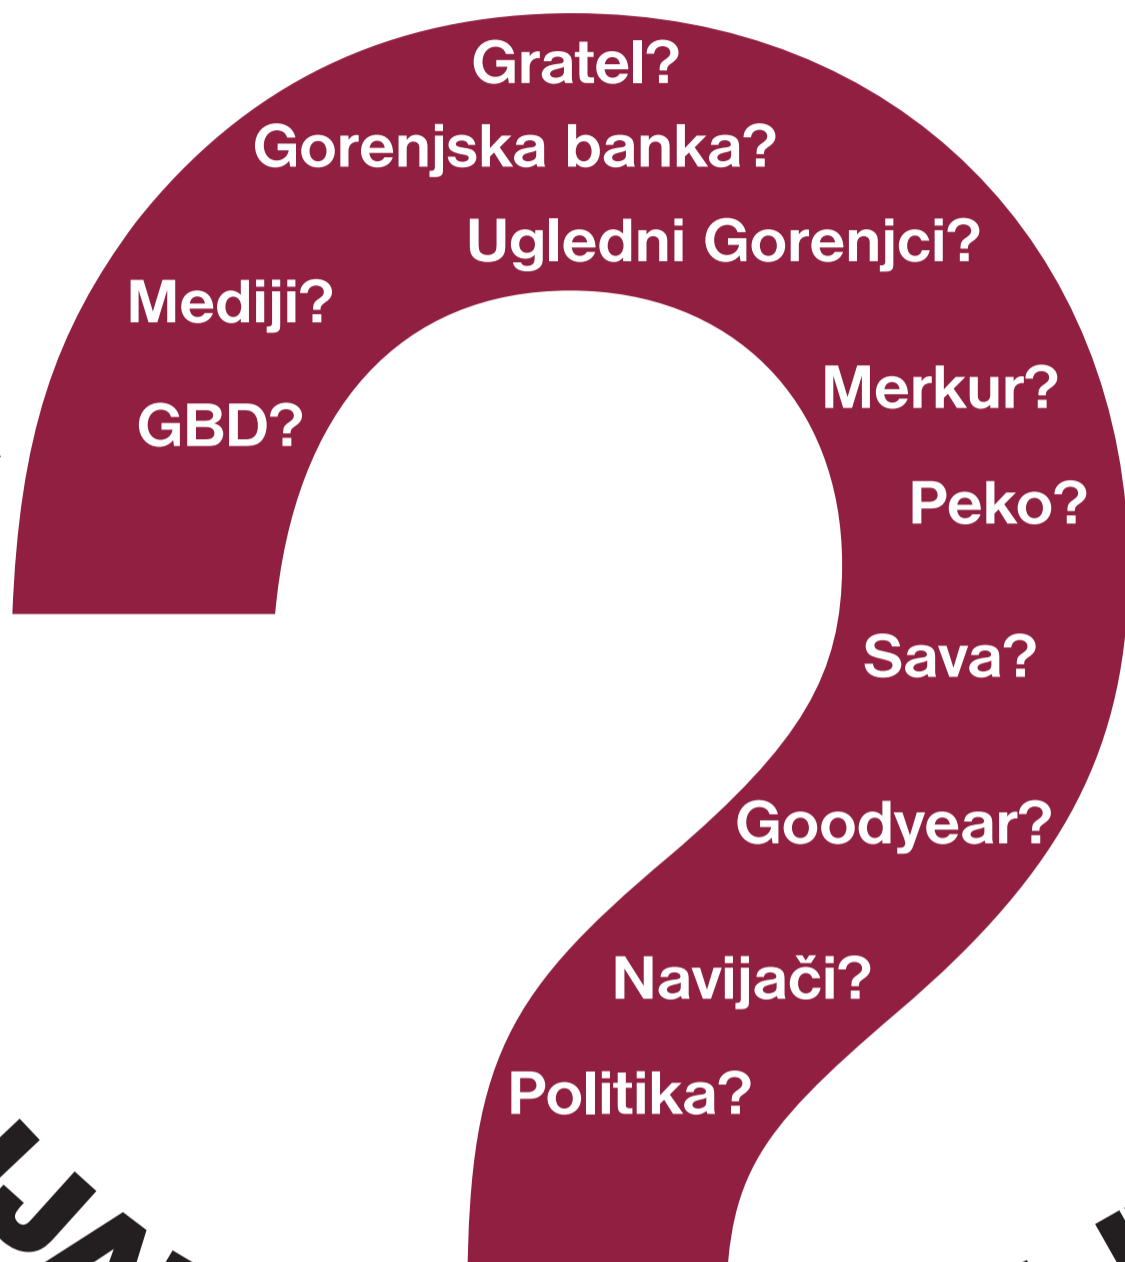 Gratel?
Gorenjska banka?
Ugledni Gorenjci?
Mediji?
Merkur?
GBD?
Peko?
Sava?
Goodyear?
Navijači?
Politika?